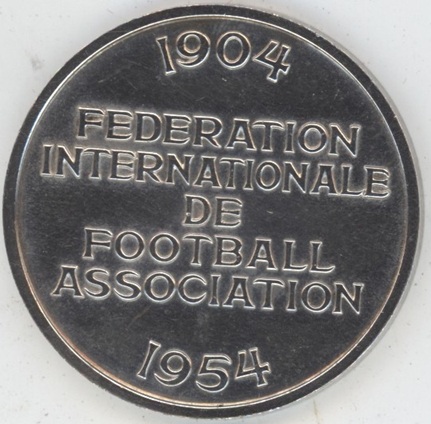 1904
FEDERATION
INTERNATIONALE
DE
FOOTBALL
ASSOCIATION
1954